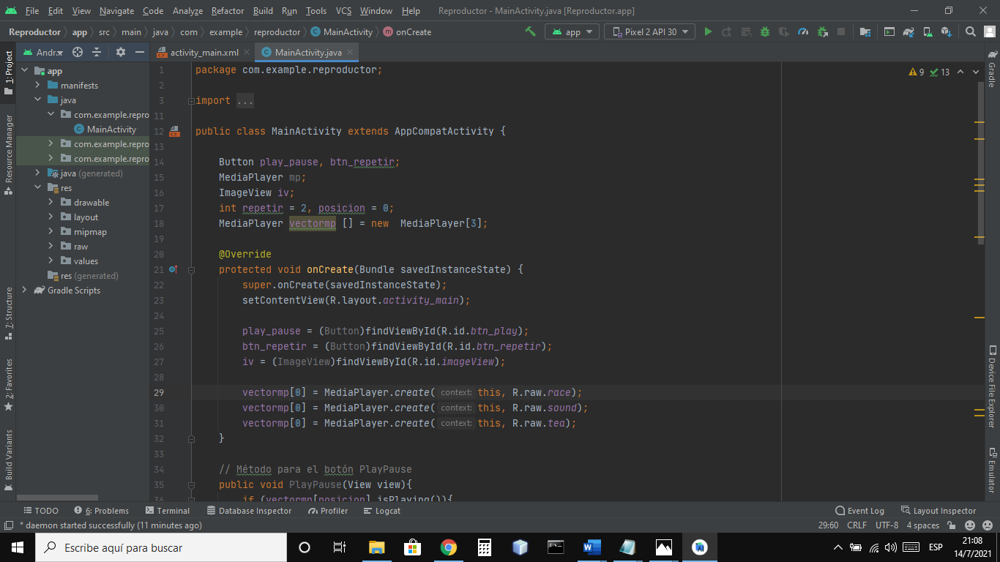 File Edit View Navigate Code Analyze Refactor Build Run Tools VCS Window Help Reproductor - MainActivity.java [Reproductor.app]
Reproductor app src main java com example reproductor MainActivity onCreate app Pixel 2 API 30
Andr... activity_main.xml MainActivity.java
1: Project
Resource Manager
7: Structure
2: Favorites
Build Variants
app
manifests
java
com.example.repro
MainActivity
com.example.repro
com.example.repro
java (generated)
res
drawable
layout
mipmap
raw
values
res (generated)
Gradle Scripts
9 13
1 package com.example.reproductor;
2
3 import ...
11
12 public class MainActivity extends AppCompatActivity {
13
14 Button play_pause, btn_repetir;
15 MediaPlayer mp;
16 ImageView iv;
17 int repetir = 2, posicion = 0;
18 MediaPlayer vectormp [] = new MediaPlayer[3];
19
20 @Override
21 protected void onCreate(Bundle savedInstanceState) {
22 super.onCreate(savedInstanceState);
23 setContentView(R.layout.activity_main);
24
25 play_pause = (Button)findViewById(R.id.btn_play);
26 btn_repetir = (Button)findViewById(R.id.btn_repetir);
27 iv = (ImageView)findViewById(R.id.imageView);
28
29 vectormp[0] = MediaPlayer.create( context: this, R.raw.race);
30 vectormp[0] = MediaPlayer.create( context: this, R.raw.sound);
31 vectormp[0] = MediaPlayer.create( context: this, R.raw.tea);
32 }
33
34 // Método para el botón PlayPause
35 public void PlayPause(View view){
36 if (vectormp[posicion].isPlaying()){
Gradle
Device File Explorer
Emulator
TODO 6: Problems Terminal Database Inspector Profiler Logcat Event Log Layout Inspector
* daemon started successfully (11 minutes ago) 29:60 CRLF UTF-8 4 spaces
Escribe aquí para buscar
ESP
21:08
14/7/2021